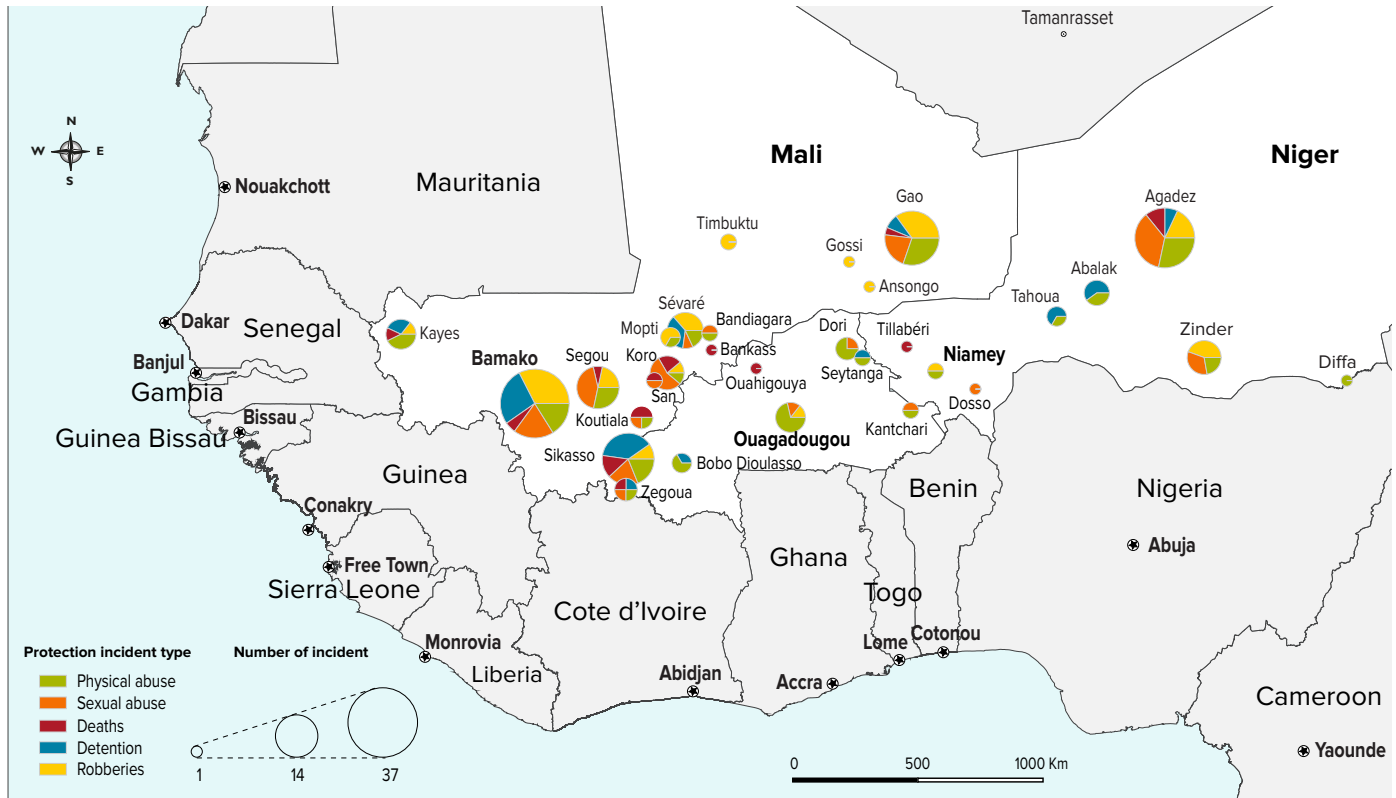 Tamanrasset
N
W E
S
Mali
Niger
Mauritania
Nouakchott
Gao
Agadez
Timbuktu
Gossi
Ansongo
Abalak
Tahoua
Dakar
Senegal
Kayes
Sévaré
Mopti
Bandiagara
Dori
Tillabéri
Zinder
Banjul
Gambia
Bamako
Segou
Koro
Bankass
Ouahigouya
Seytanga
Niamey
Diffa
San
Dosso
Bissau
Guinea Bissau
Koutiala
Kantchari
Ouagadougou
Sikasso
Bobo Dioulasso
Guinea
Zegoua
Benin
Nigeria
Conakry
Free Town
Sierra Leone
Ghana
Abuja
Togo
Cote d’Ivoire
Monrovia
Liberia
Lome
Cotonou
Abidjan
Accra
Cameroon
Yaounde
Protection incident type
Physical abuse
Sexual abuse
Deaths
Detention
Robberies
Number of incident
1 14 37
0 500 1000 Km